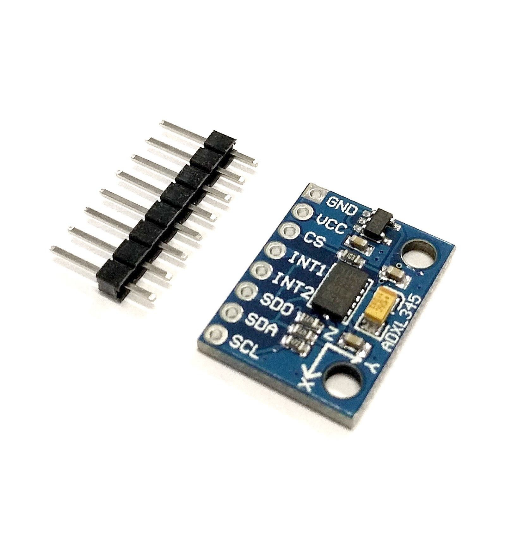 GND
VCC
CS
INT1
INT2
SDO
SDA
SCL
ADXL345
Z
X
Y